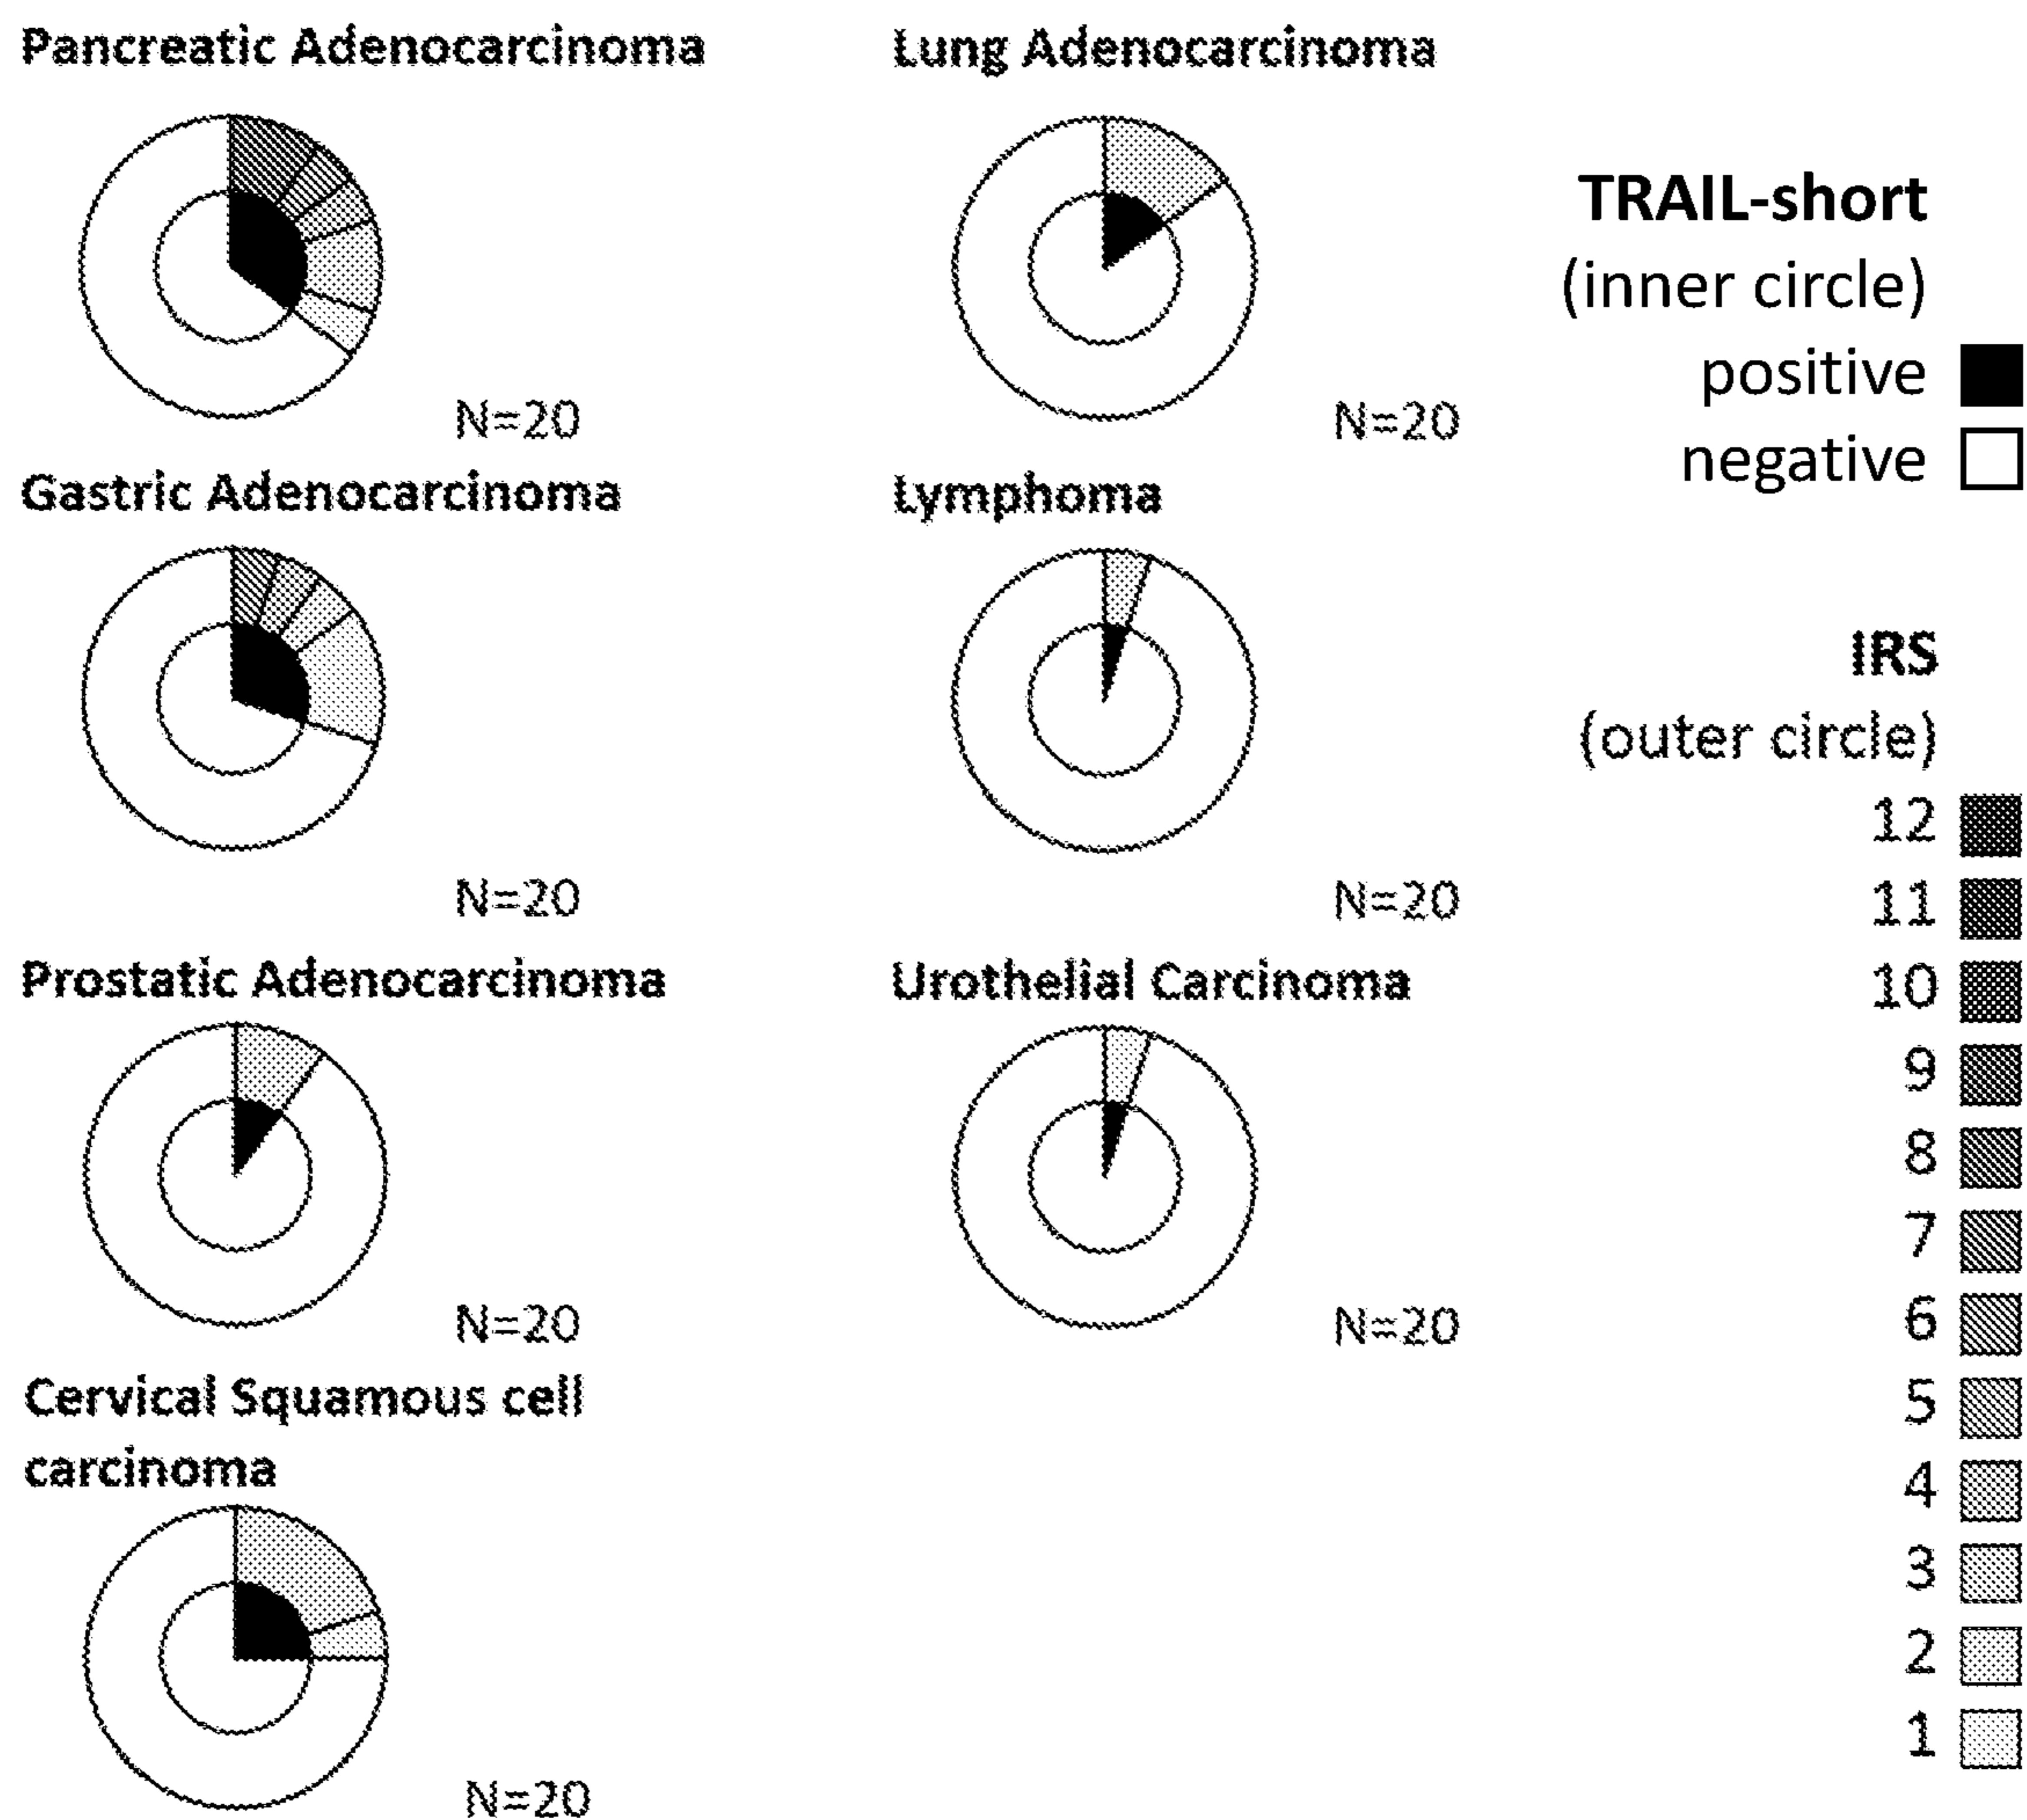 Pancreatic Adenocarcinoma
N=20
Lung Adenocarcinoma
N=20
Gastric Adenocarcinoma
N=20
Lymphoma
N=20
Prostatic Adenocarcinoma
N=20
Urothelial Carcinoma
N=20
Cervical Squamous cell
carcinoma
N=20
TRAIL-short
(inner circle)
positive
negative
IRS
(outer circle)
12
11
10
9
8
7
6
5
4
3
2
1